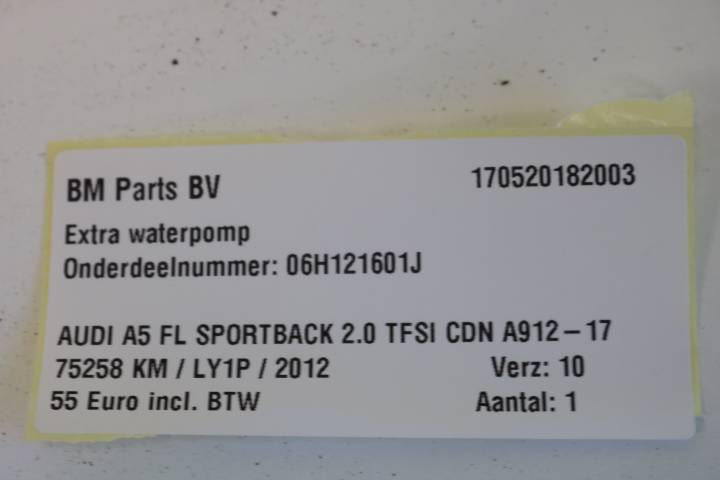 BM Parts BV 170520182003
Extra waterpomp
Onderdeelnummer: 06H121601J
AUDI A5 FL SPORTBACK 2.0 TFSI CDN A912-17
75258 KM / LY1P / 2012 Verz: 10
55 Euro incl. BTW Aantal: 1